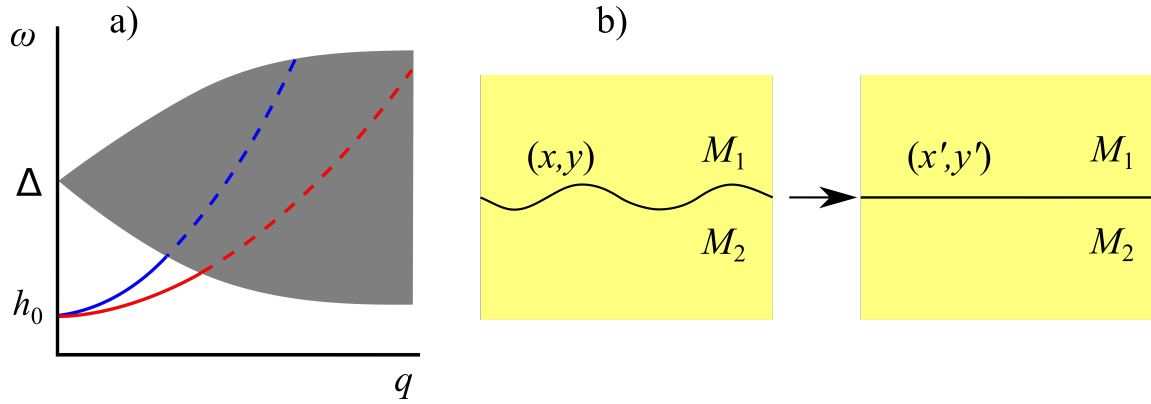 a)
ω
Δ
h0
q
b)
(x,y)
M1
M2
(x′,y′)
M1
M2